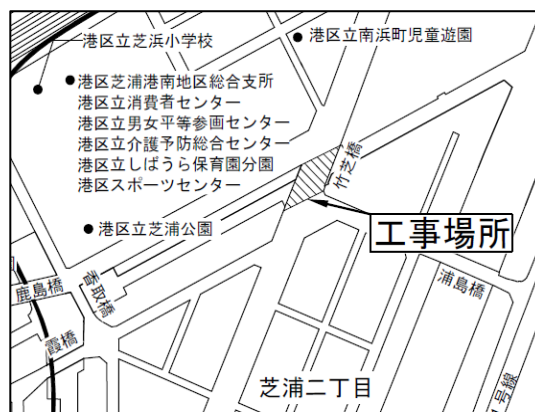 港区立芝浜小学校
港区立南浜町児童遊園
港区芝浦港南地区総合支所
港区立消費者センター
港区立男女平等参画センター
港区立介護予防総合センター
港区立しばうら保育園分園
港区スポーツセンター
竹芝橋
港区立芝浦公園
工事場所
香取橋
鹿島橋
浦島橋
霞橋
芝浦二丁目
1号線